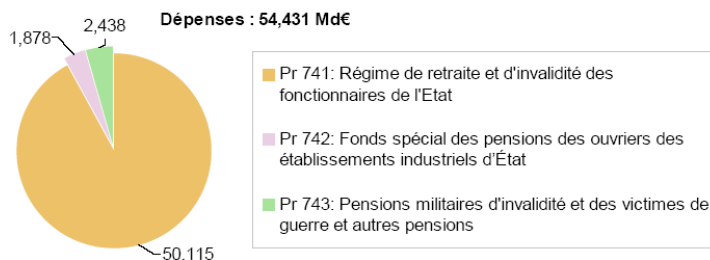 Dépenses : 54,431 Md€
2,438
1,878
50,115
Pr 741: Régime de retraite et d'invalidité des
fonctionnaires de l'Etat
Pr 742: Fonds spécial des pensions des ouvriers des
établissements industriels d'État
Pr 743: Pensions militaires d'invalidité et des victimes de
guerre et autres pensions